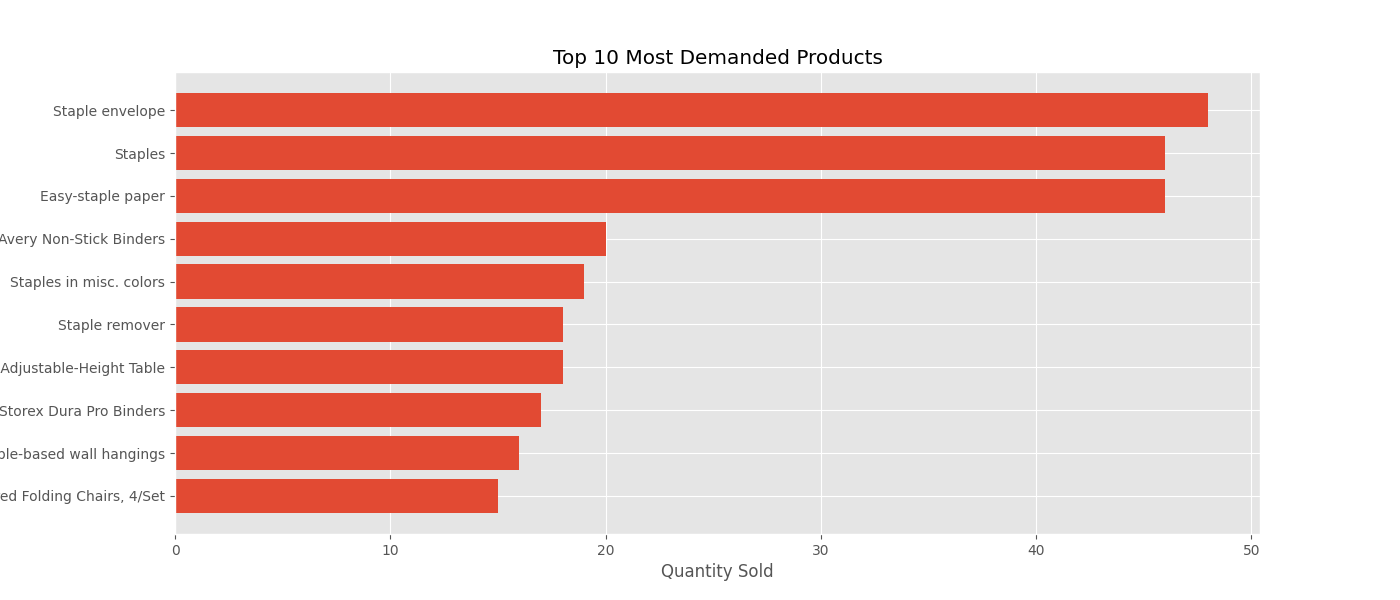 Top 10 Most Demanded Products
Staple envelope
Staples
Easy-staple paper
Avery Non-Stick Binders
Staples in misc. colors
Staple remover
Adjustable-Height Table
Storex Dura Pro Binders
ple-based wall hangings
ed Folding Chairs, 4/Set
0 10 20 30 40 50
Quantity Sold